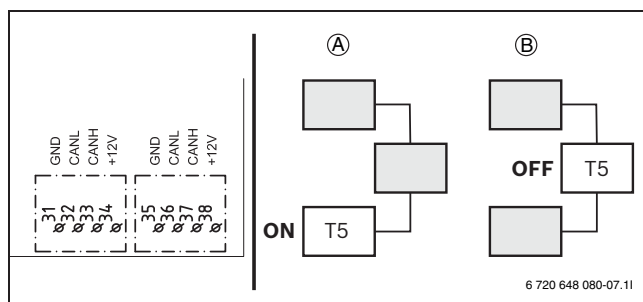 GND
CANL
CANH
+12V
GND
CANL
CANH
+12V
31
32
33
34
35
36
37
38
A
B
ON
T5
OFF
T5
6 720 648 080-07.1I